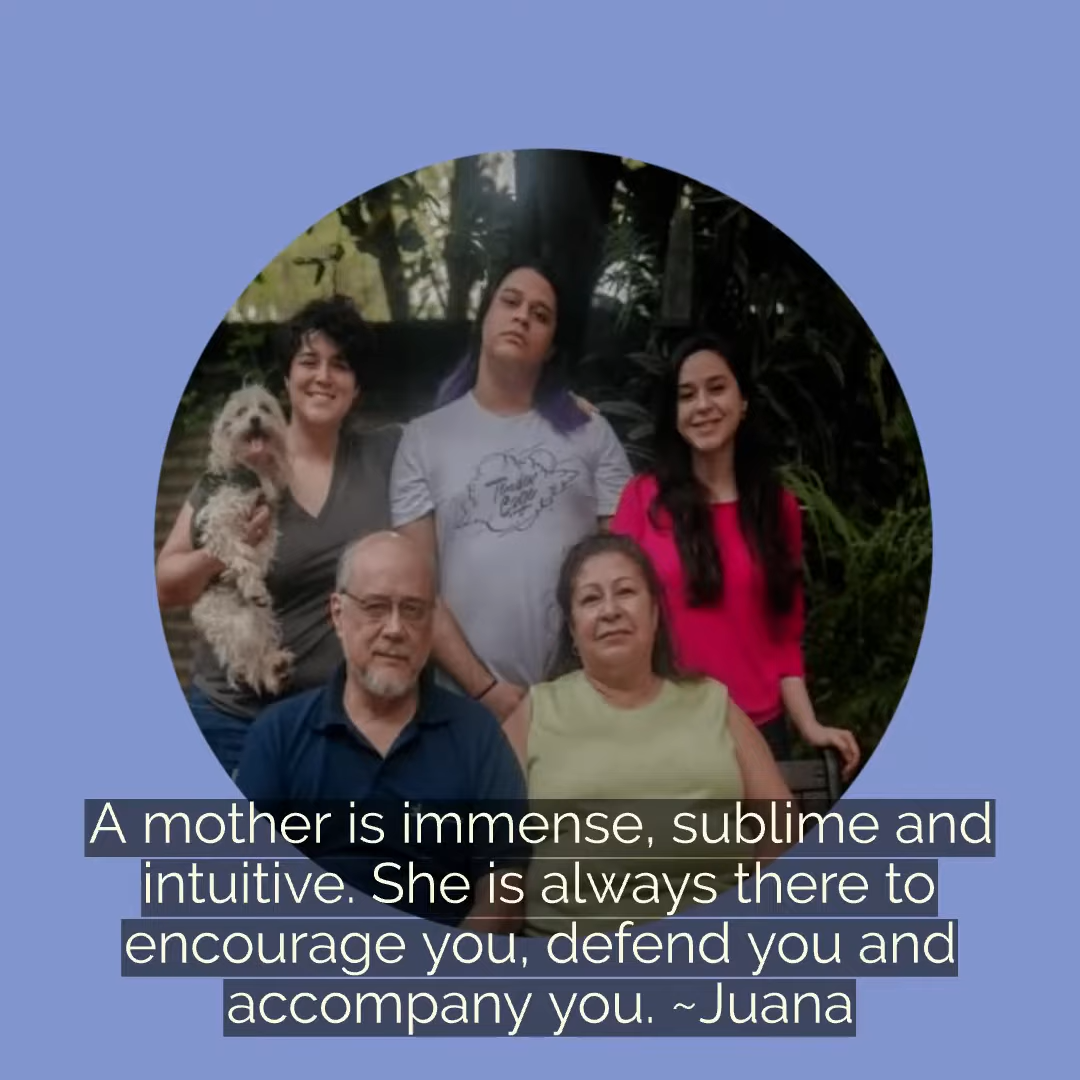 A mother is immense, sublime and
intuitive. She is always there to
encourage you, defend you and
accompany you. ~Juana